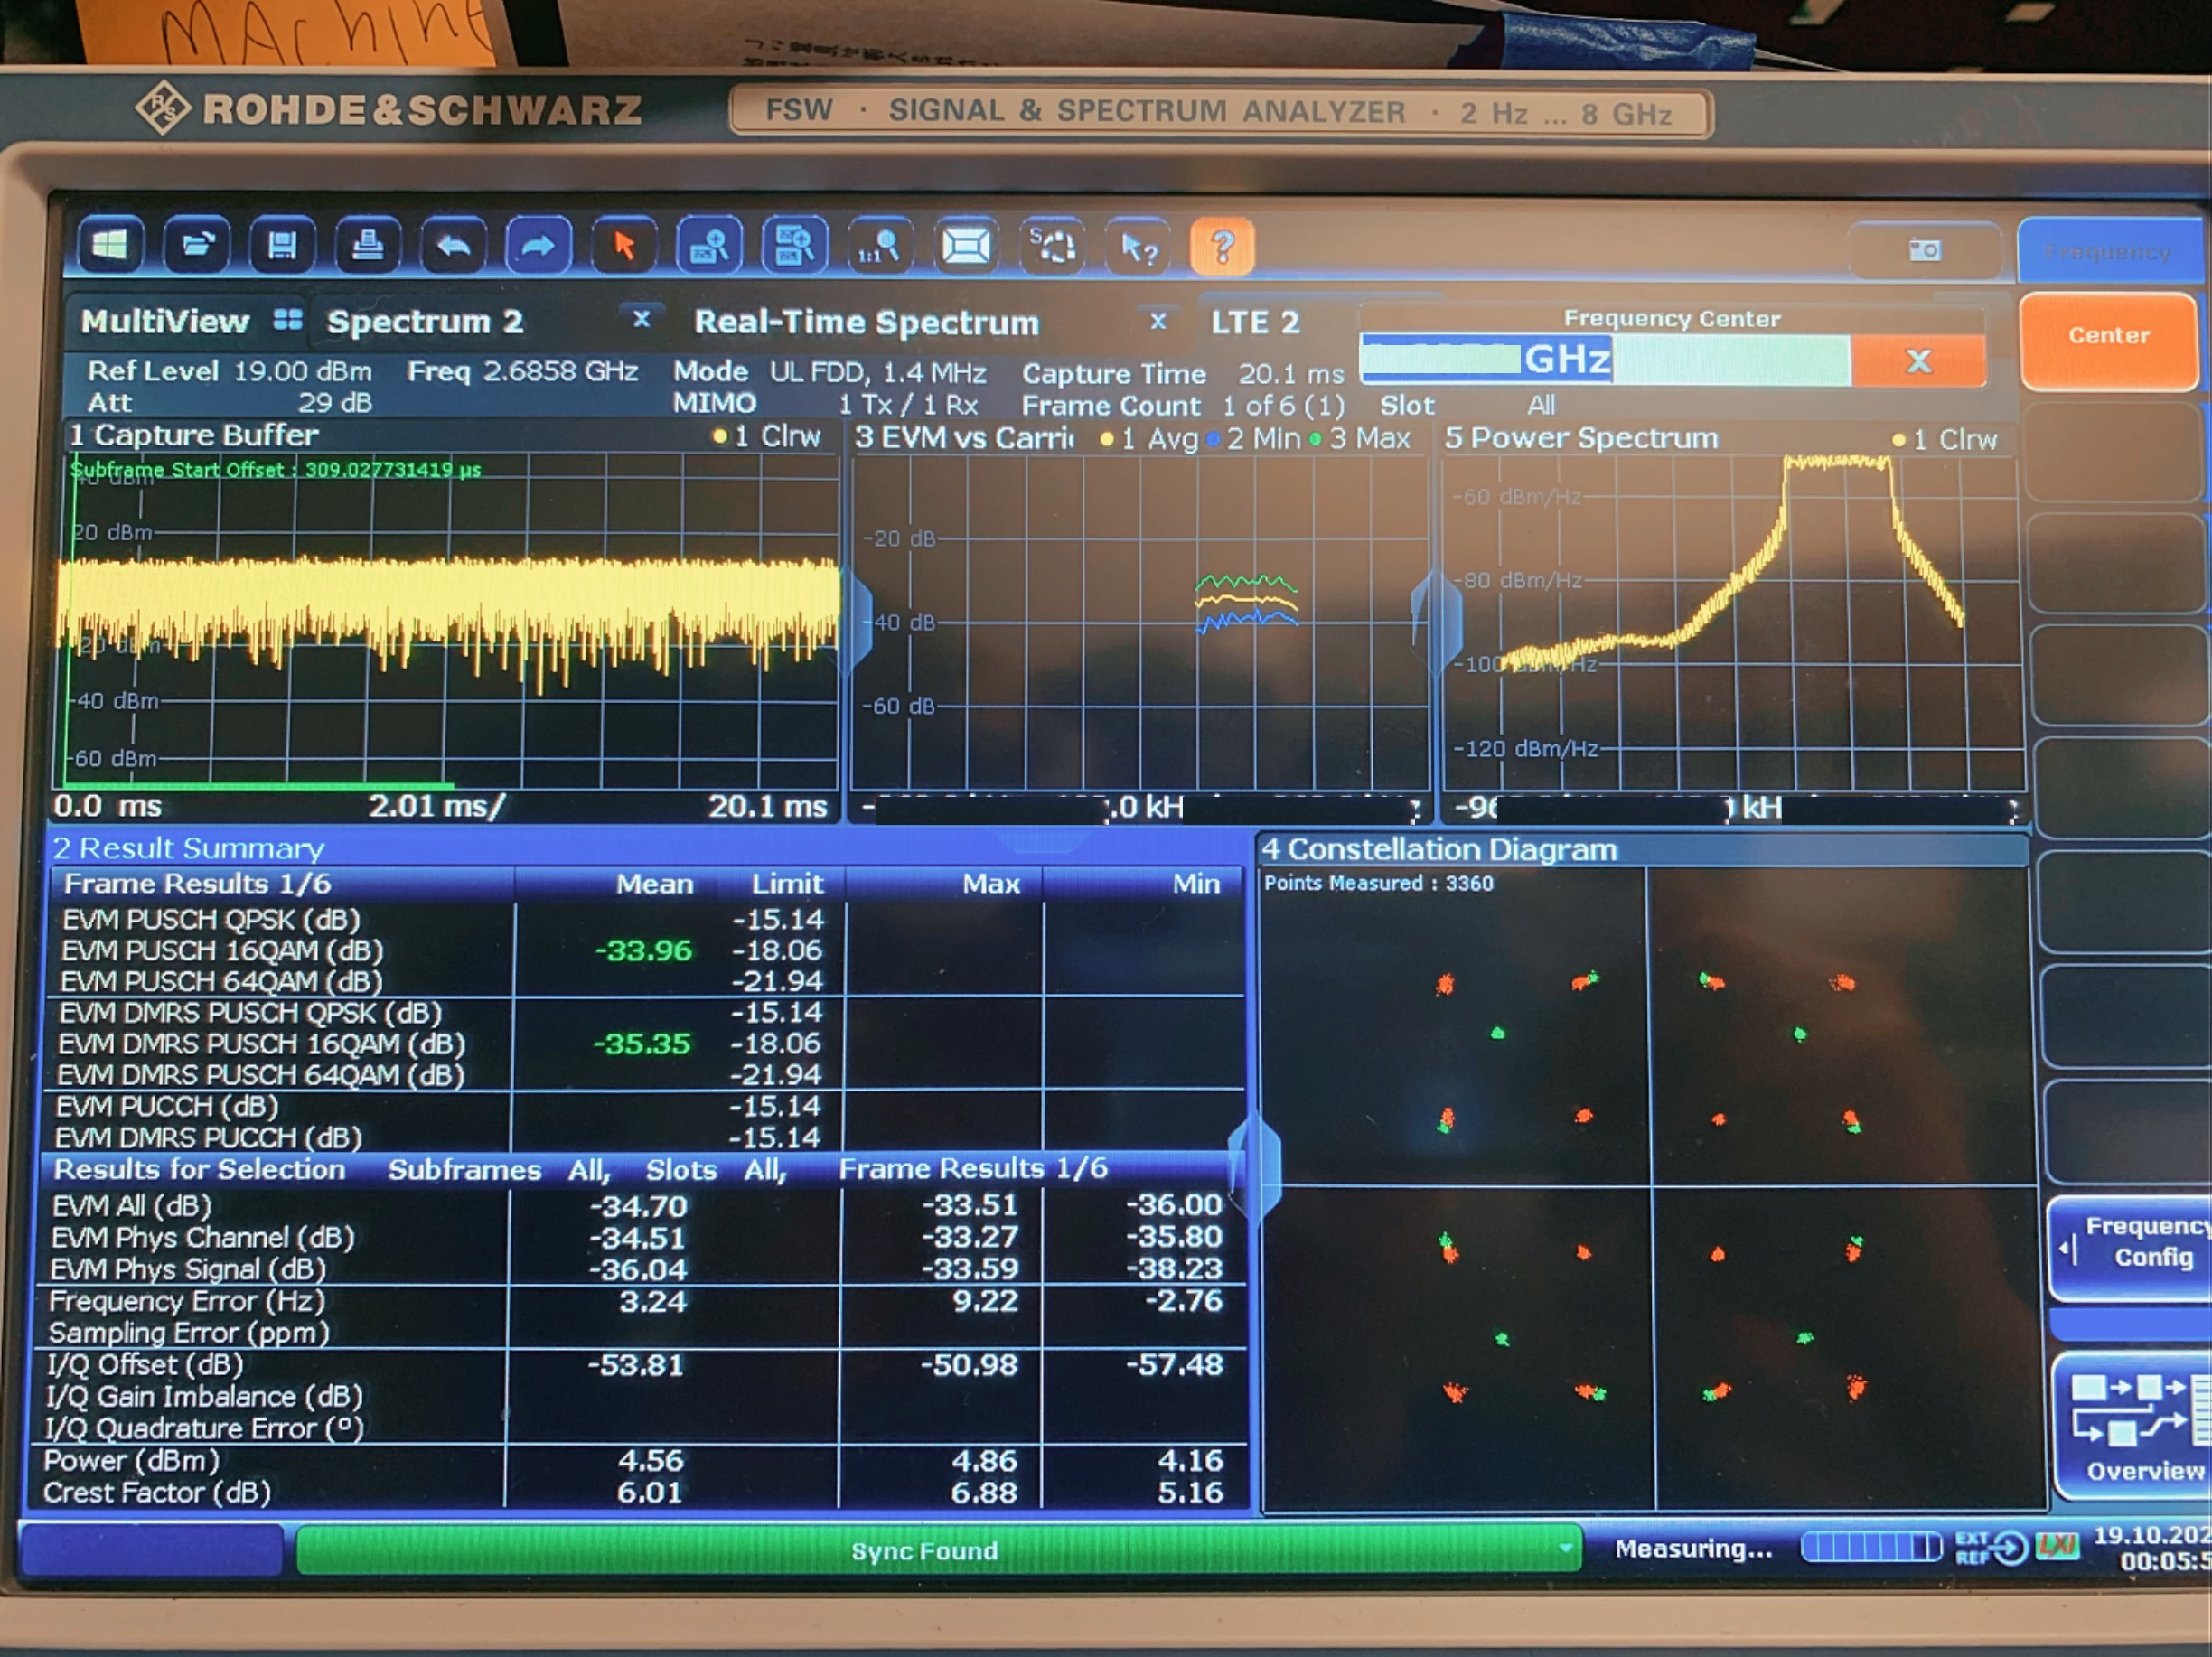 MACHINE
ROHDE & SCHWARZ
FSW · SIGNAL & SPECTRUM ANALYZER · 2 Hz ... 8 GHz
1:1
S
?
?
Frequency
MultiView
Spectrum 2 X
Real-Time Spectrum X
LTE 2
Frequency Center
GHz X
Center
Ref Level 19.00 dBm Freq 2.6858 GHz Mode UL FDD, 1.4 MHz Capture Time 20.1 ms
Att 29 dB MIMO 1 Tx / 1 Rx Frame Count 1 of 6 (1) Slot All
1 Capture Buffer 1 Clrw
Subframe Start Offset : 309.027731419 µs
40 dBm
20 dBm
-20 dBm
-40 dBm
-60 dBm
0.0 ms 2.01 ms/ 20.1 ms
3 EVM vs Carri 1 Avg 2 Min 3 Max
-20 dB
-40 dB
-60 dB
.0 kH
5 Power Spectrum 1 Clrw
-60 dBm/Hz
-80 dBm/Hz
-100 dBm/Hz
-120 dBm/Hz
-96 kH
2 Result Summary
Frame Results 1/6 Mean Limit Max Min
EVM PUSCH QPSK (dB) -15.14
EVM PUSCH 16QAM (dB) -33.96 -18.06
EVM PUSCH 64QAM (dB) -21.94
EVM DMRS PUSCH QPSK (dB) -15.14
EVM DMRS PUSCH 16QAM (dB) -35.35 -18.06
EVM DMRS PUSCH 64QAM (dB) -21.94
EVM PUCCH (dB) -15.14
EVM DMRS PUCCH (dB) -15.14
Results for Selection Subframes All, Slots All, Frame Results 1/6
EVM All (dB) -34.70 -33.51 -36.00
EVM Phys Channel (dB) -34.51 -33.27 -35.80
EVM Phys Signal (dB) -36.04 -33.59 -38.23
Frequency Error (Hz) 3.24 9.22 -2.76
Sampling Error (ppm)
I/Q Offset (dB) -53.81 -50.98 -57.48
I/Q Gain Imbalance (dB)
I/Q Quadrature Error (º)
Power (dBm) 4.56 4.86 4.16
Crest Factor (dB) 6.01 6.88 5.16
4 Constellation Diagram
Points Measured : 3360
Frequency
Config
Overview
Sync Found
Measuring...
EXT
REF
LXI
19.10.202
00:05:5